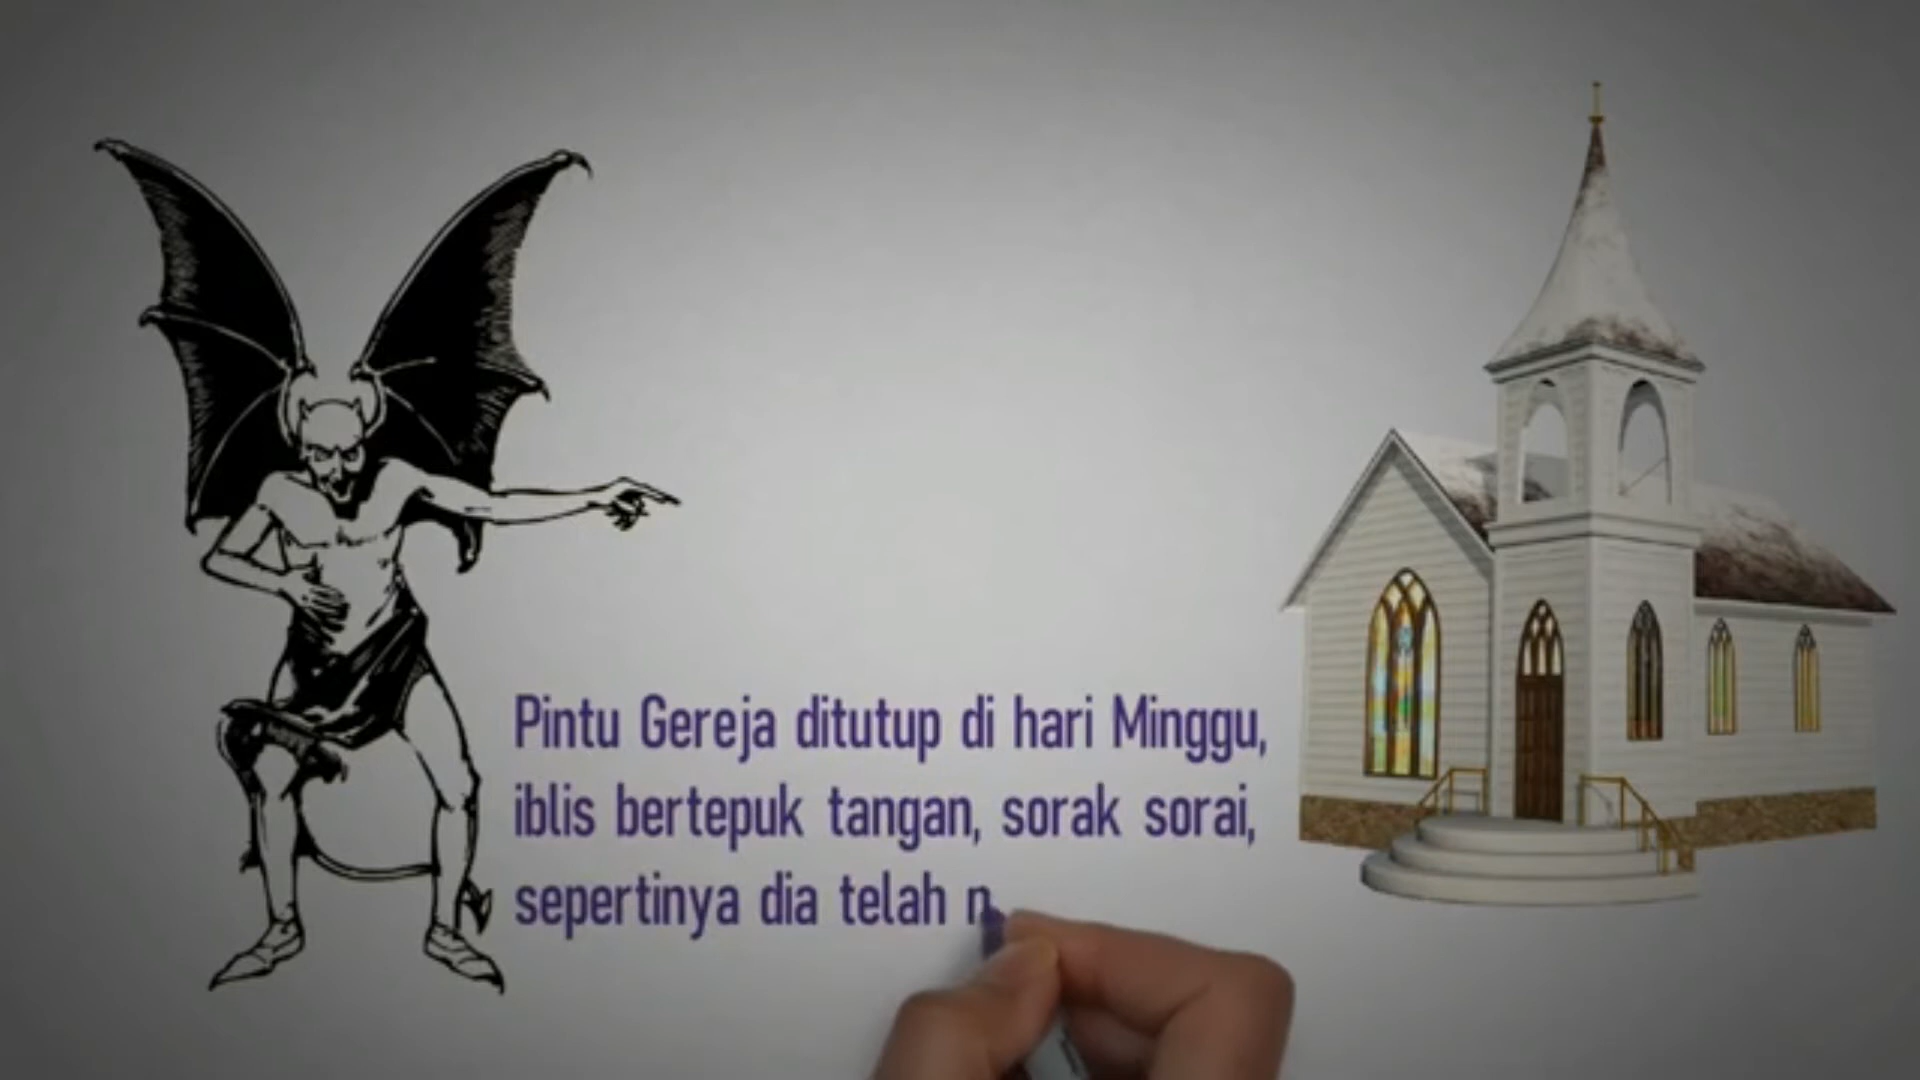 Pintu Gereja ditutup di hari Minggu,
iblis bertepuk tangan, sorak sorai,
sepertinya dia telah n